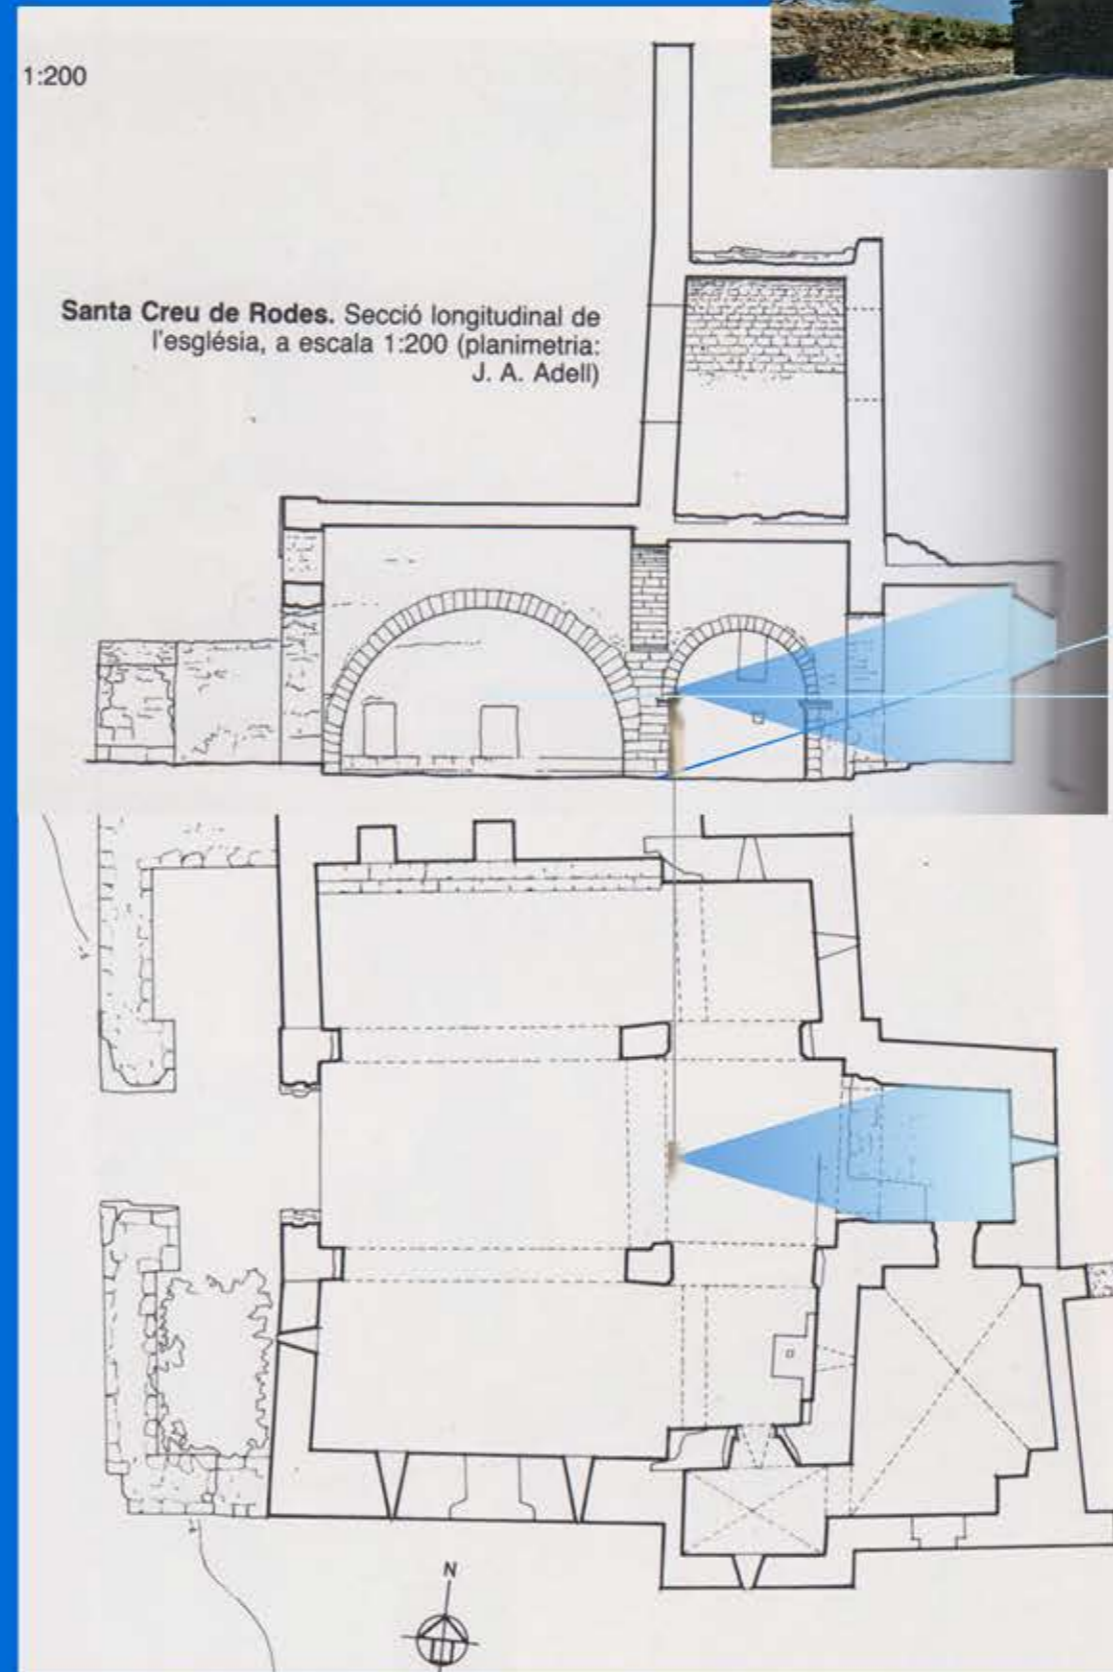 1:200
Santa Creu de Rodes. Secció longitudinal de
l'església, a escala 1:200 (planimetria:
J. A. Adell)
N